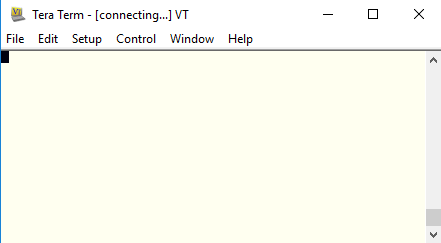 Tera Term - [connecting...] VT
File Edit Setup Control Window Help